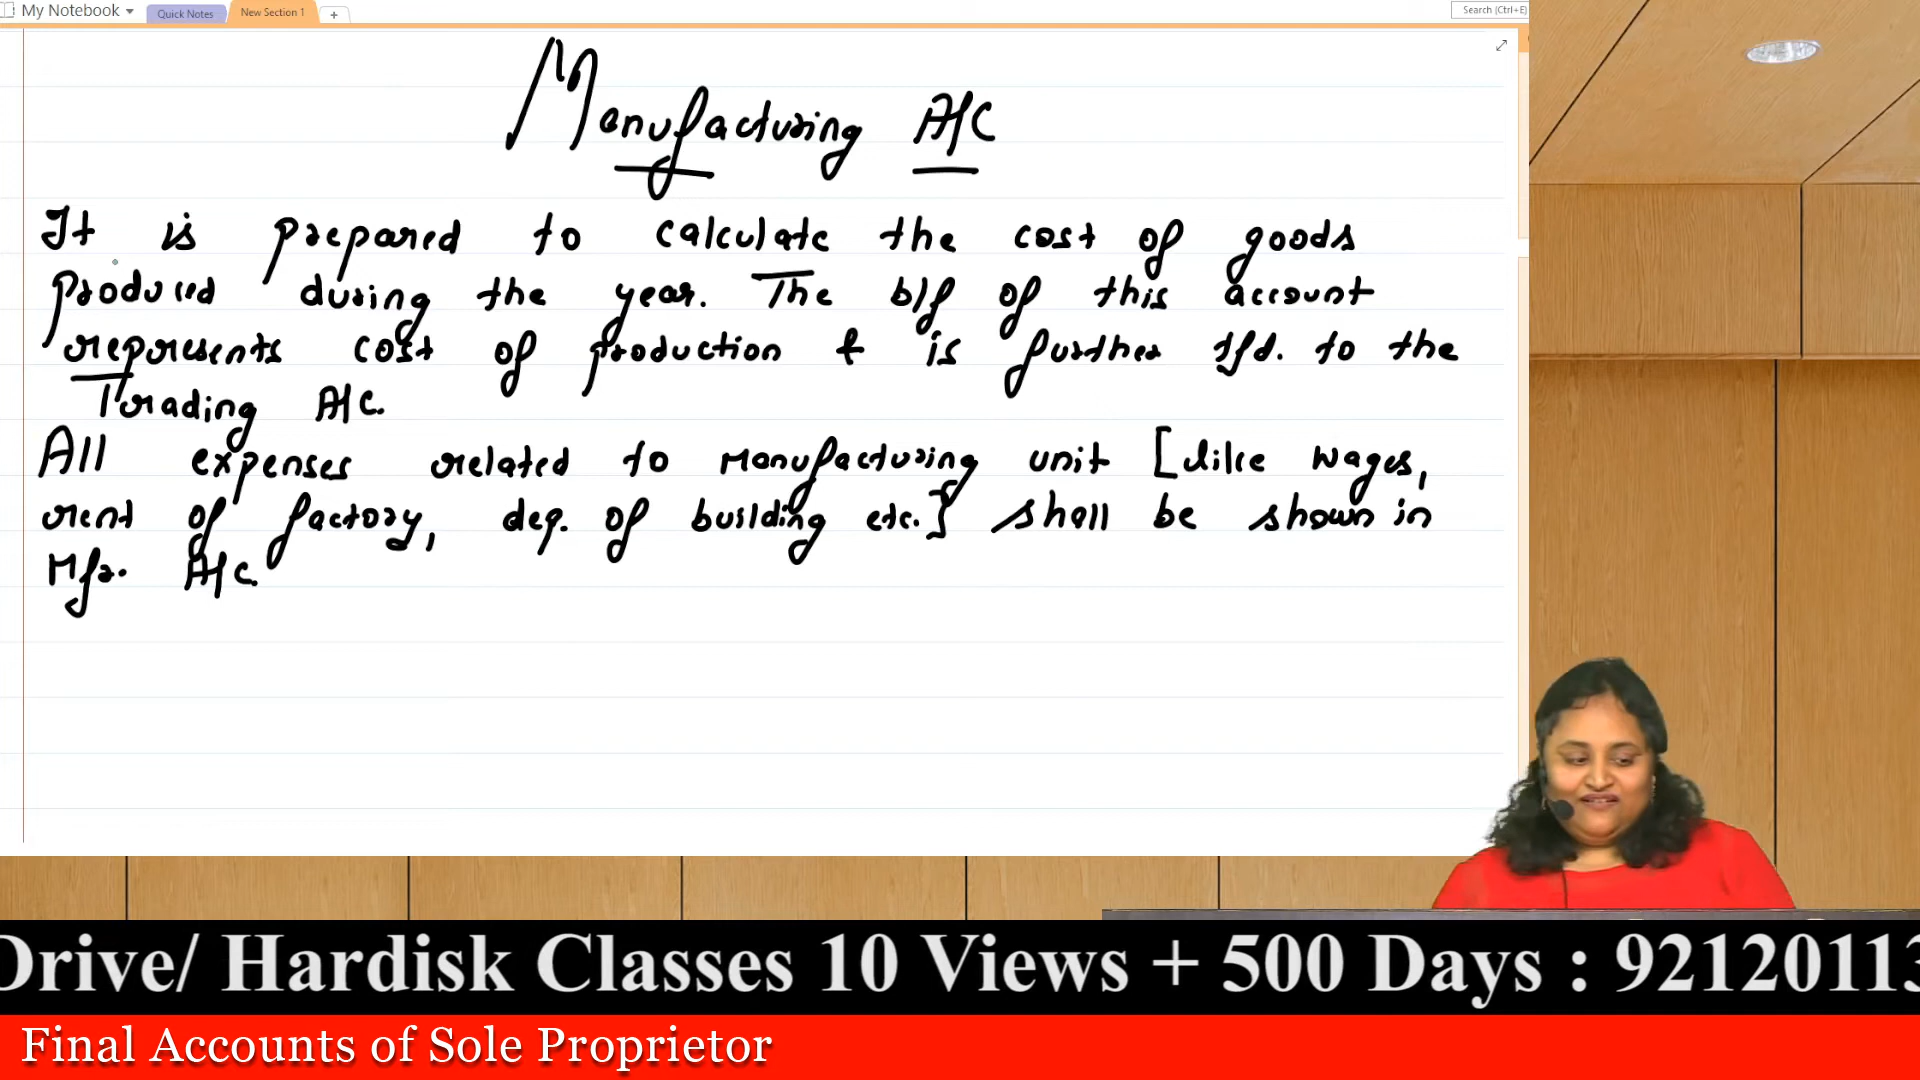 My Notebook
Quick Notes
New Section 1
+
Search (Ctrl+E)
Manufacturing A/C
It is prepared to calculate the cost of goods
produced during the year. The b/f of this account
represents cost of production & is further tfd. to the
Trading A/C.
All expenses related to Manufacturing unit [like wages,
rent of factory, dep. of building etc.] shall be shown in
Mfr. A/C.
Drive/ Hardisk Classes 10 Views + 500 Days : 92120113
Final Accounts of Sole Proprietor